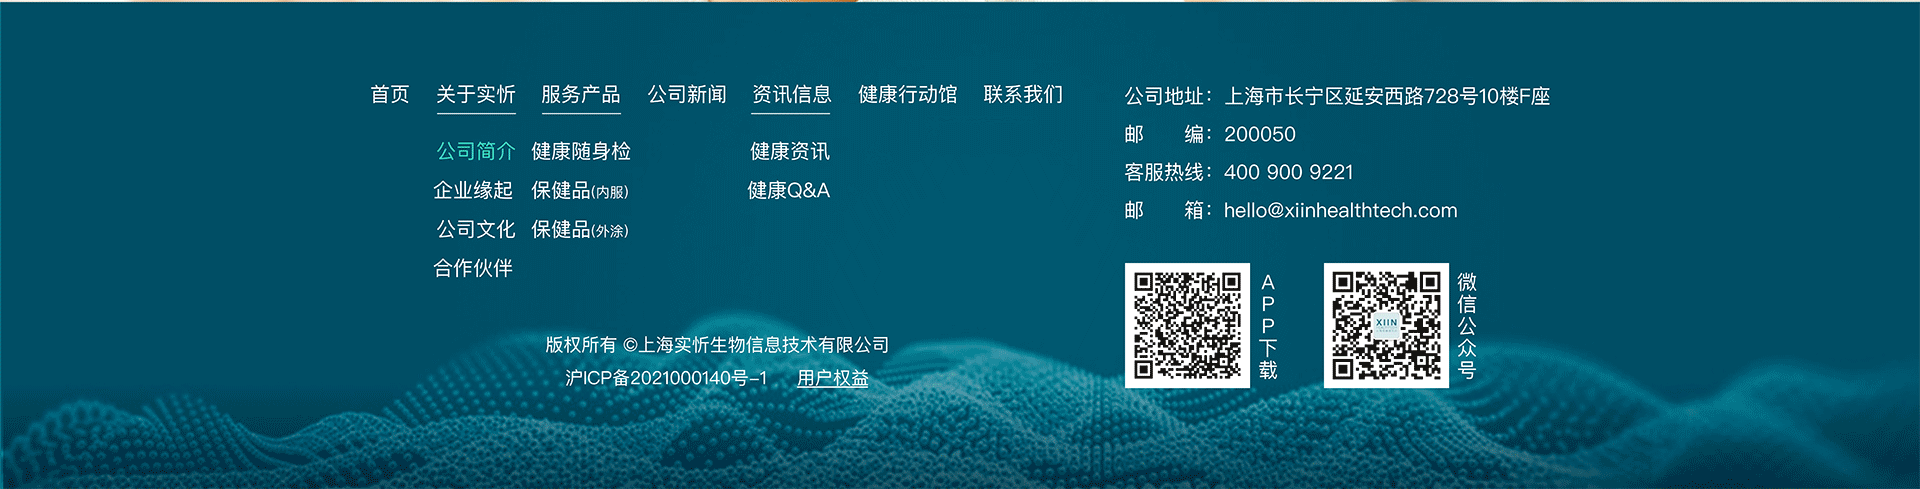 首页 关于实忻 服务产品 公司新闻 资讯信息 健康行动馆 联系我们
公司简介 健康随身检 健康资讯
企业缘起 保健品(内服) 健康Q&A
公司文化 保健品(外涂)
合作伙伴
公司地址：上海市长宁区延安西路728号10楼F座
邮 编：200050
客服热线：400 900 9221
邮 箱：hello@xiinhealthtech.com
APP下载
XIIN
微信公众号
版权所有 ©上海实忻生物信息技术有限公司
沪ICP备2021000140号-1 用户权益